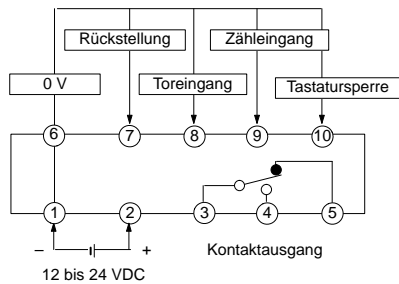 Rückstellung
Zähleingang
0 V
Toreingang
Tastatursperre
6 7 8 9 10
1 2 3 4 5
– +
Kontaktausgang
12 bis 24 VDC